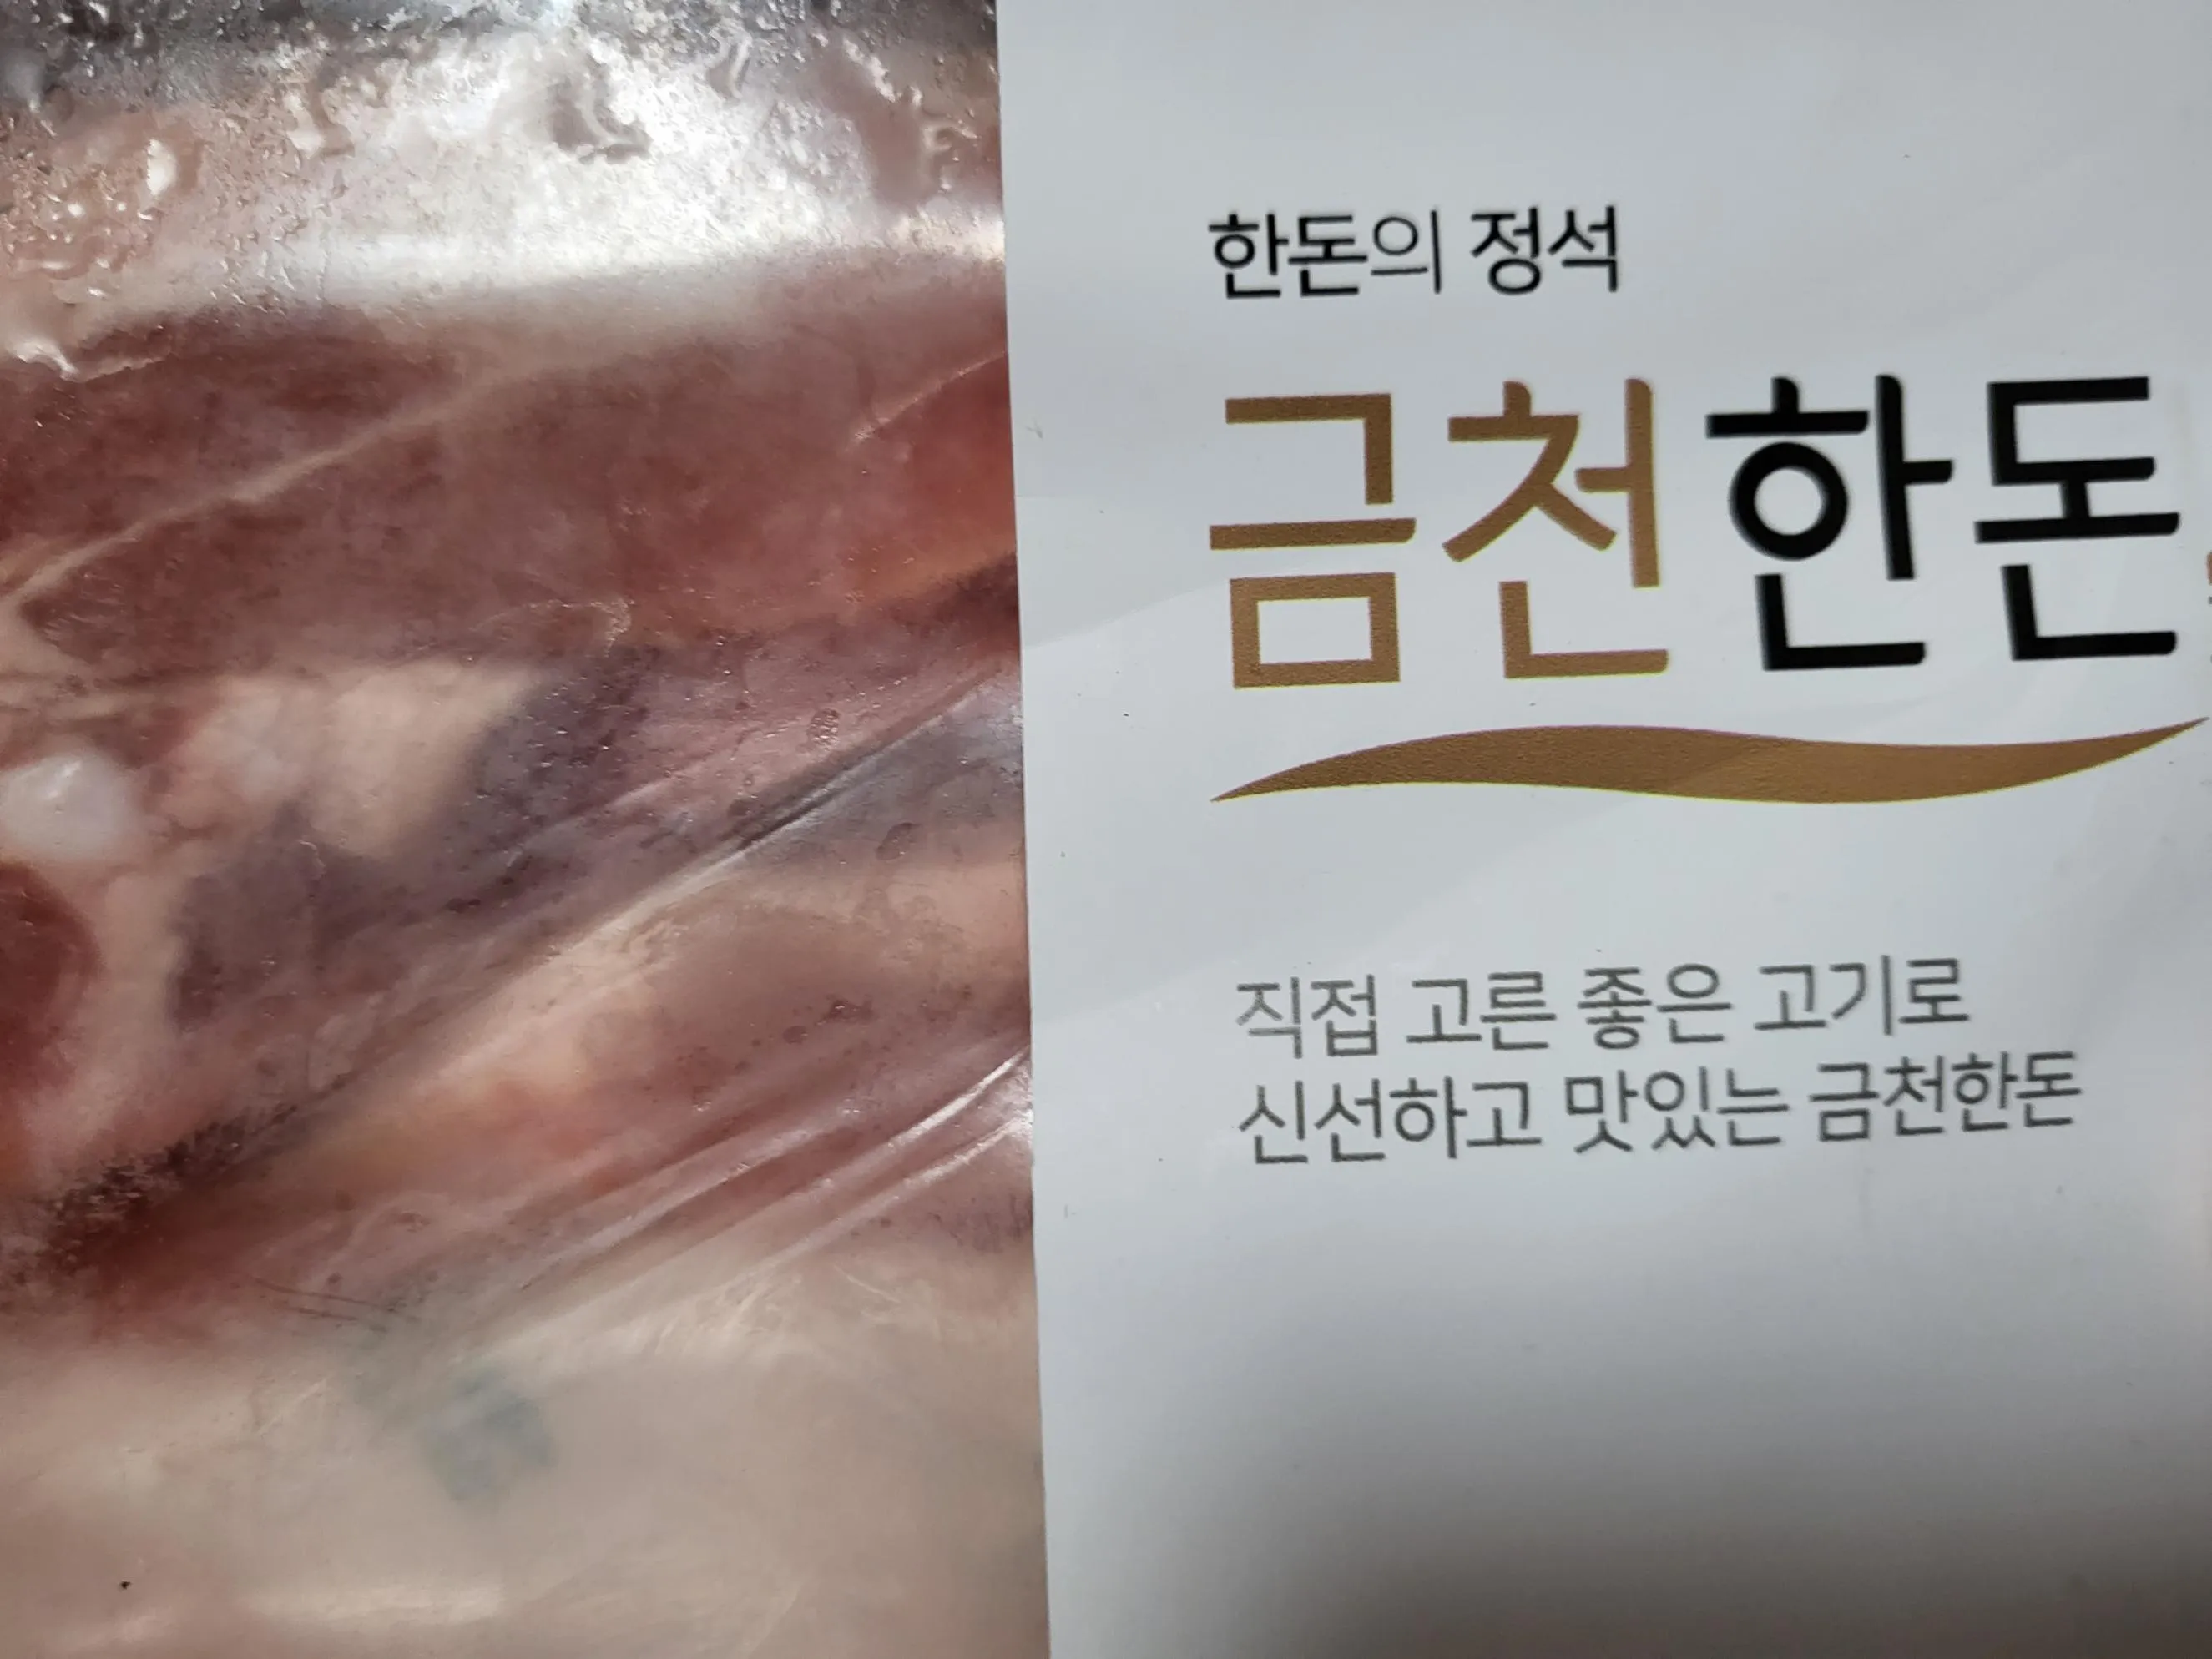 한돈의 정석
금천한돈
직접 고른 좋은 고기로
신선하고 맛있는 금천한돈